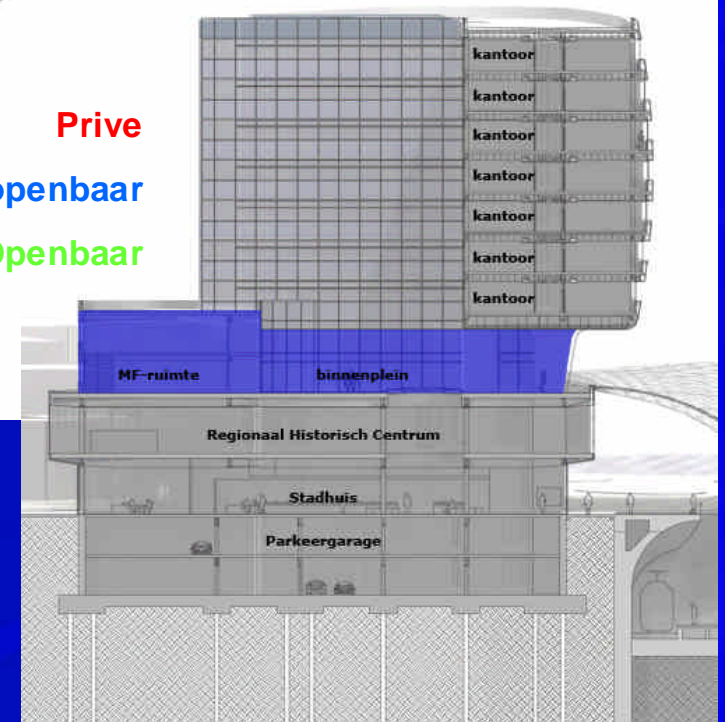 kantoor
kantoor
Prive
kantoor
openbaar
kantoor
kantoor
Openbaar
kantoor
kantoor
MF-ruimte binnenplein
Regionaal Historisch Centrum
Stadhuis
Parkeergarage